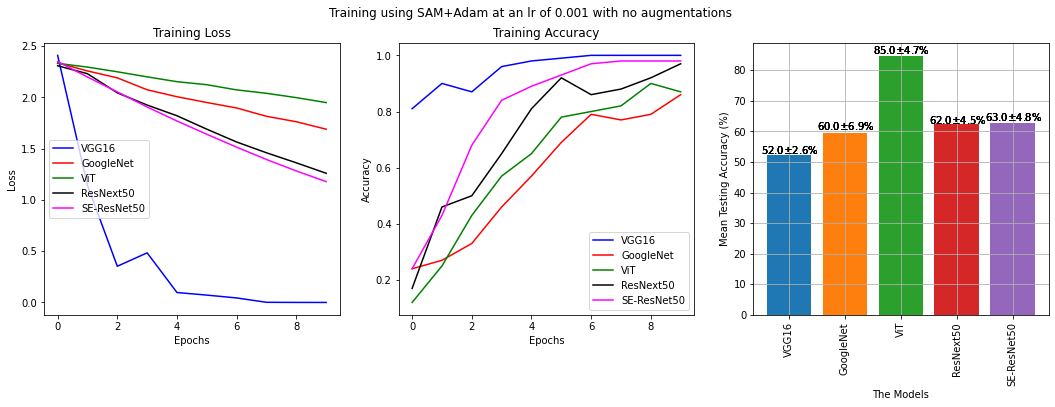 Training using SAM+Adam at an lr of 0.001 with no augmentations
Training Loss
2.5
2.0
1.5
1.0
0.5
0.0
Loss
VGG16
GoogleNet
ViT
ResNext50
SE-ResNet50
0 2 4 6 8
Epochs
Training Accuracy
1.0
0.8
0.6
0.4
0.2
Accuracy
VGG16
GoogleNet
ViT
ResNext50
SE-ResNet50
0 2 4 6 8
Epochs
80
70
60
50
40
30
20
10
0
Mean Testing Accuracy (%)
52.0±2.6%
60.0±6.9%
85.0±4.7%
62.0±4.5%
63.0±4.8%
VGG16
GoogleNet
ViT
ResNext50
SE-ResNet50
The Models